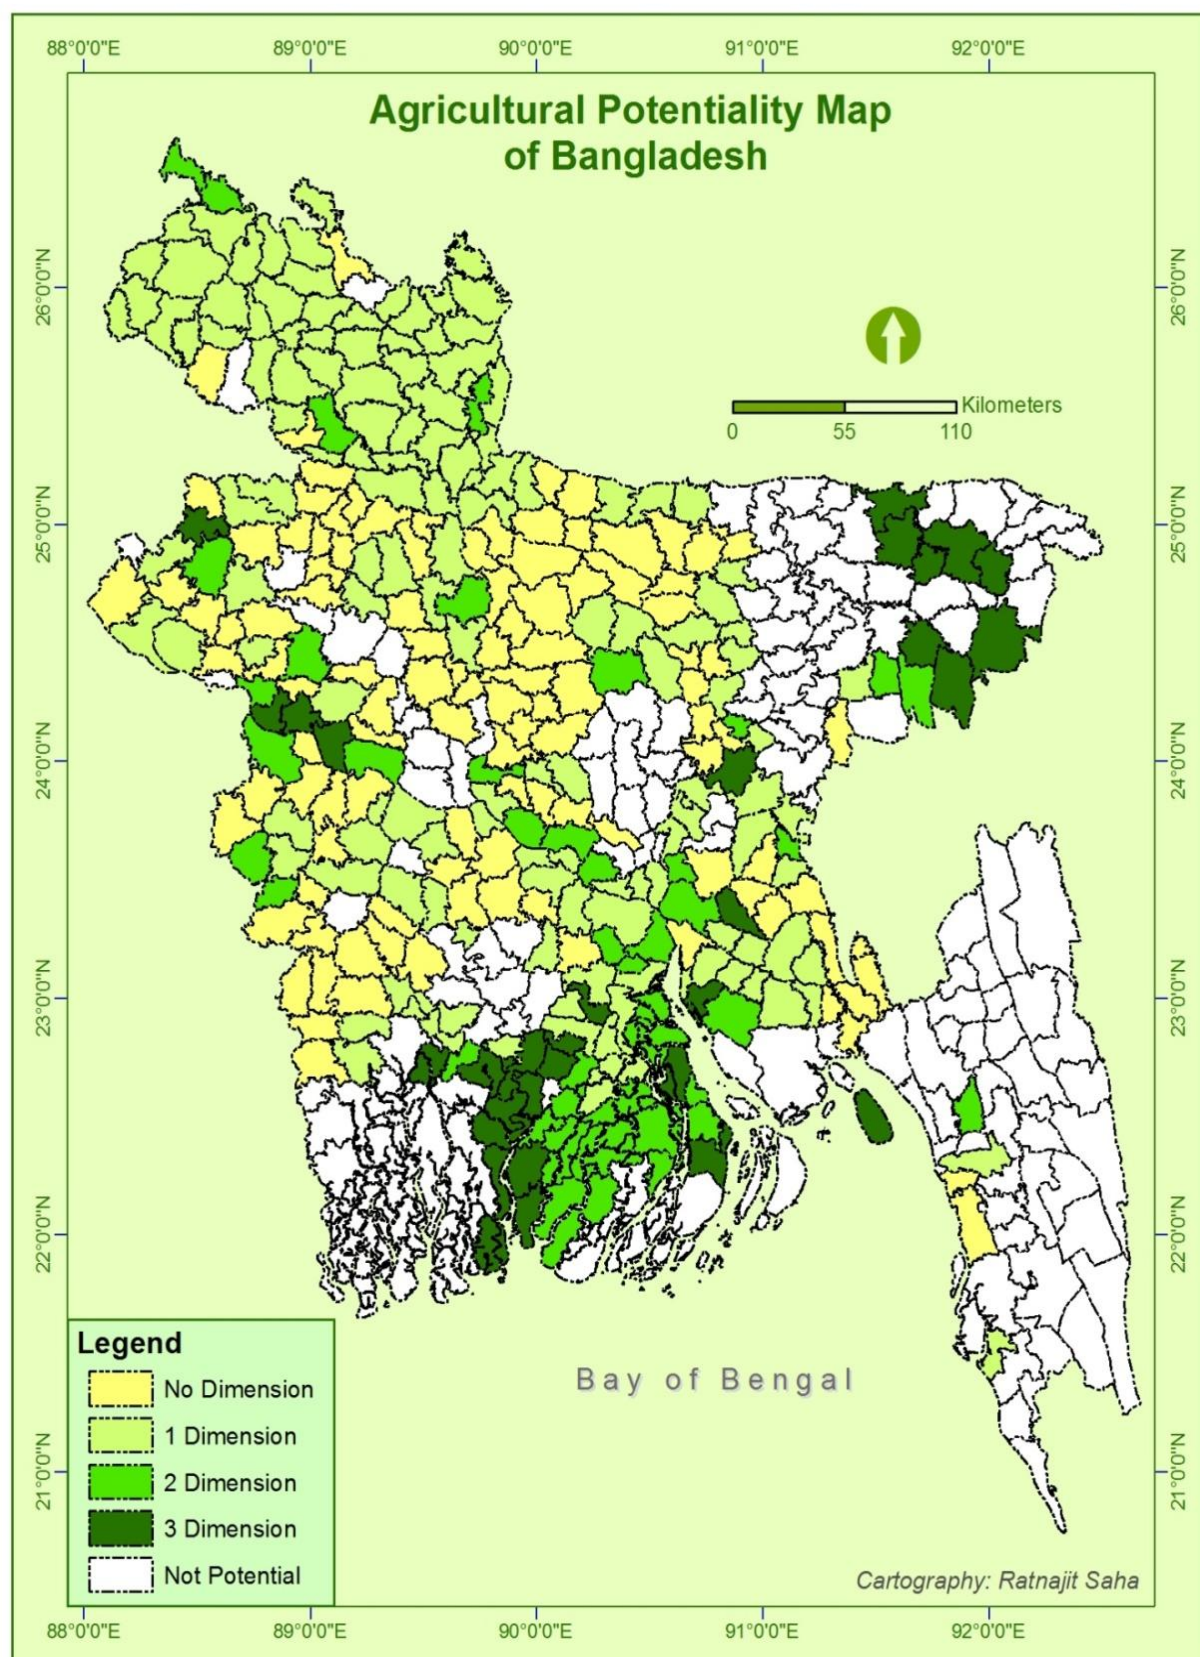 88°0'0"E 89°0'0"E 90°0'0"E 91°0'0"E 92°0'0"E
Agricultural Potentiality Map
of Bangladesh
26°0'0"N 26°0'0"N
Kilometers
0 55 110
25°0'0"N 25°0'0"N
24°0'0"N 24°0'0"N
23°0'0"N 23°0'0"N
22°0'0"N 22°0'0"N
Legend
No Dimension
1 Dimension
2 Dimension
3 Dimension
Not Potential
Bay of Bengal
21°0'0"N 21°0'0"N
Cartography: Ratnajit Saha
88°0'0"E 89°0'0"E 90°0'0"E 91°0'0"E 92°0'0"E